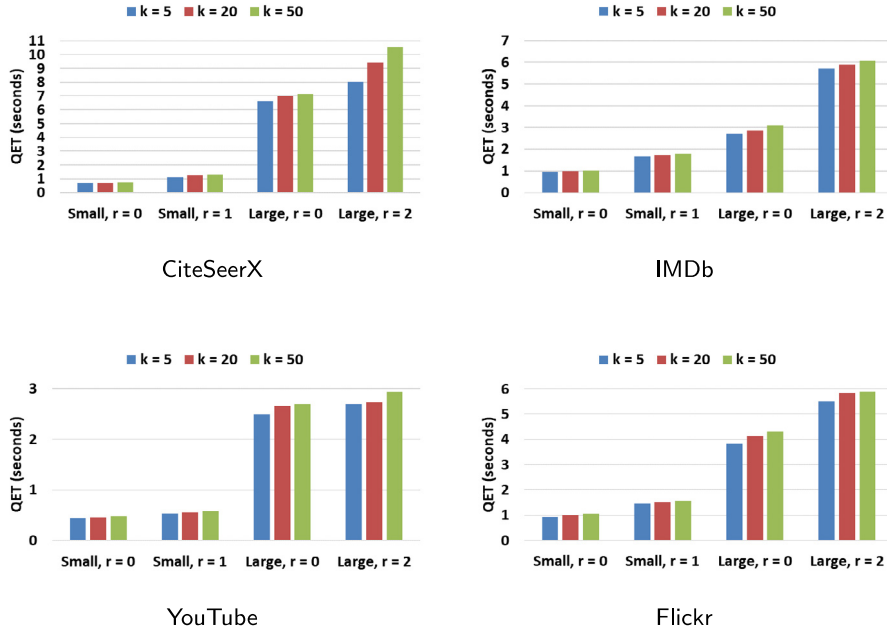 k = 5 k = 20 k = 50
QET (seconds)
11
10
9
8
7
6
5
4
3
2
1
0
Small, r = 0 Small, r = 1 Large, r = 0 Large, r = 2
CiteSeerX
k = 5 k = 20 k = 50
QET (seconds)
7
6
5
4
3
2
1
0
Small, r = 0 Small, r = 1 Large, r = 0 Large, r = 2
IMDb
k = 5 k = 20 k = 50
QET (seconds)
3
2
1
0
Small, r = 0 Small, r = 1 Large, r = 0 Large, r = 2
YouTube
k = 5 k = 20 k = 50
QET (seconds)
6
5
4
3
2
1
0
Small, r = 0 Small, r = 1 Large, r = 0 Large, r = 2
Flickr